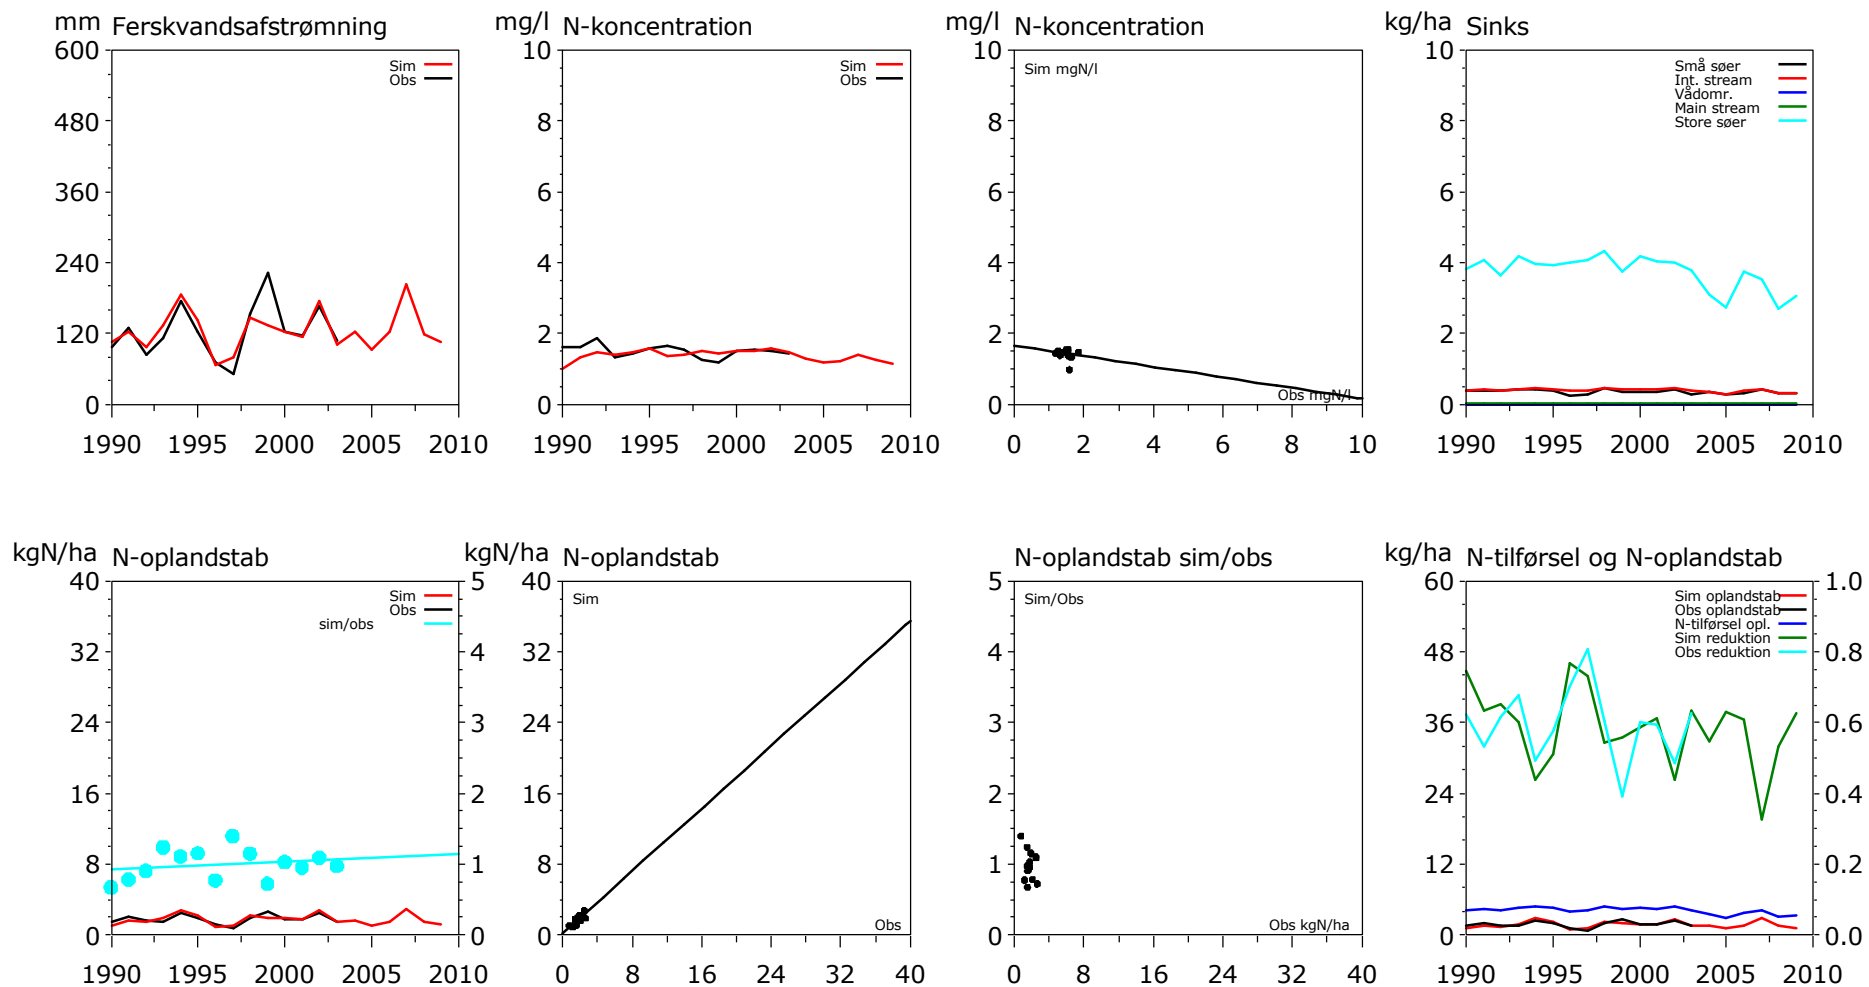 mm Ferskvandsafstrømning
600
480
360
240
120
0
Sim
Obs
1990 1995 2000 2005 2010
mg/l N-koncentration
10
8
6
4
2
0
Sim
Obs
1990 1995 2000 2005 2010
mg/l N-koncentration
10
8
6
4
2
0
Sim mgN/l
Obs mgN/l
0 2 4 6 8 10
kg/ha Sinks
10
8
6
4
2
0
Små søer
Int. stream
Vådomr.
Main stream
Store søer
1990 1995 2000 2005 2010
kgN/ha N-oplandstab
40
32
24
16
8
0
Sim
Obs
sim/obs
5
4
3
2
1
0
1990 1995 2000 2005 2010
kgN/ha N-oplandstab
40
32
24
16
8
0
Sim
Obs
0 8 16 24 32 40
N-oplandstab sim/obs
5
4
3
2
1
0
Sim/Obs
Obs kgN/ha
0 8 16 24 32 40
kg/ha N-tilførsel og N-oplandstab
60
48
36
24
12
0
Sim oplandstab
Obs oplandstab
N-tilførsel opl.
Sim reduktion
Obs reduktion
1.0
0.8
0.6
0.4
0.2
0.0
1990 1995 2000 2005 2010